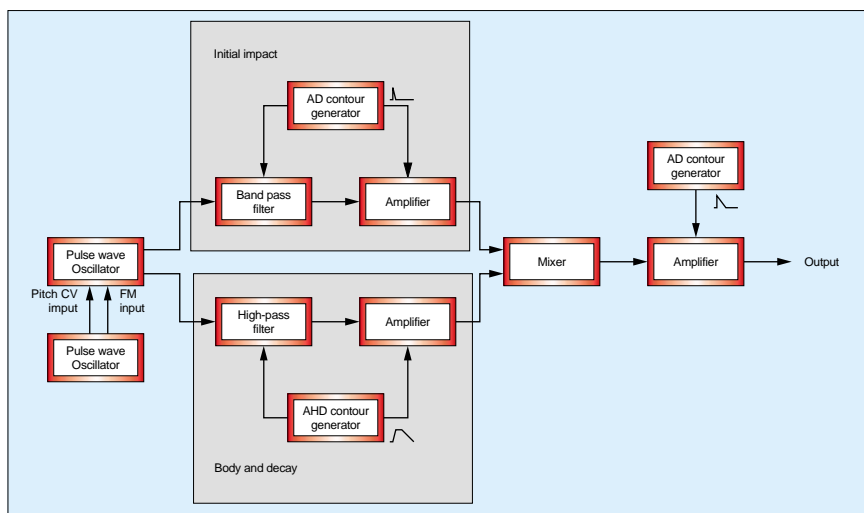 Initial impact
AD contour
generator
Band pass
filter
Amplifier
AD contour
generator
Pulse wave
Oscillator
Mixer
Amplifier
Output
Pitch CV
imput
FM
input
Pulse wave
Oscillator
High-pass
filter
Amplifier
AHD contour
generator
Body and decay